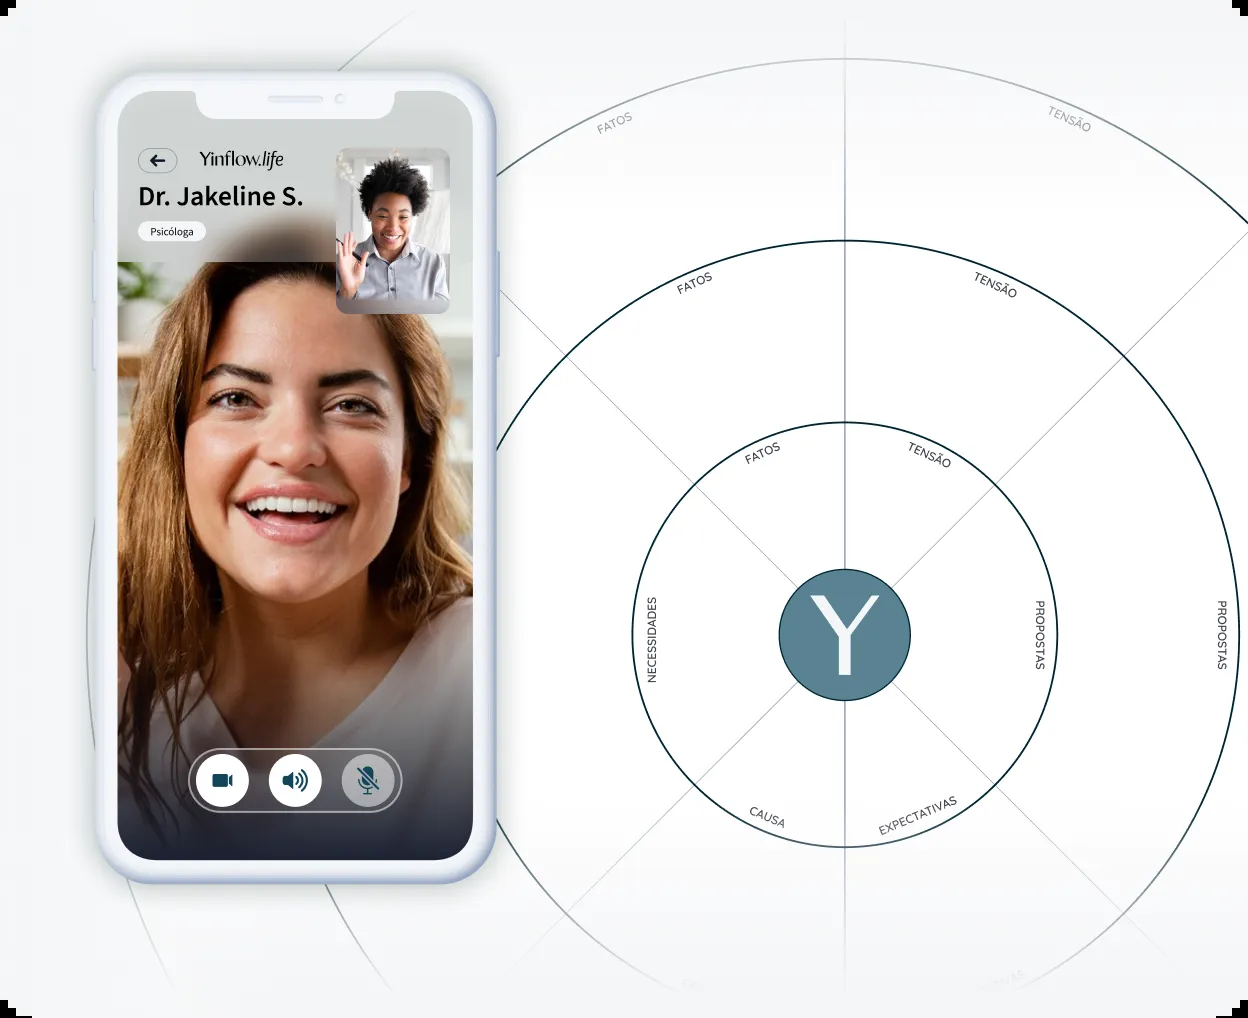 Yinflow.life
Dr. Jakeline S.
Psicóloga
FATOS
TENSÃO
FATOS
TENSÃO
FATOS
TENSÃO
NECESSIDADES
PROPOSTAS
PROPOSTAS
Y
CAUSA
EXPECTATIVAS